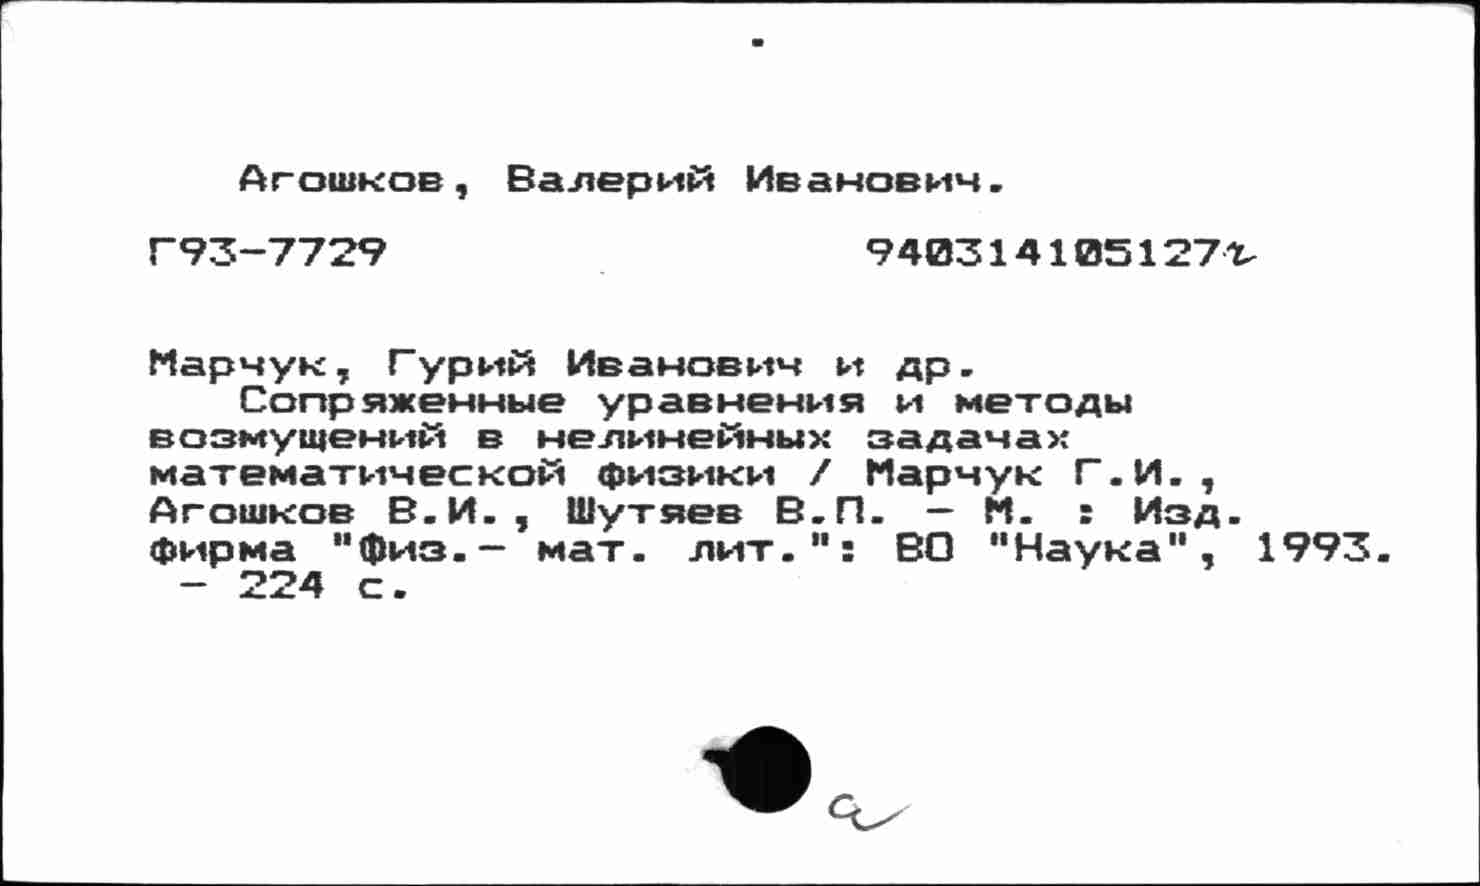 Агошков, Валерий Иванович.
Г93-7729 940314105127г
Марчук, Гурий Иванович и др.
Сопряженные уравнения и методы
возмущений в нелинейных задачах
математической физики / Марчук Г.И.,
Агошков В.И., Шутяев В.П. - М. : Изд.
фирма "Физ.- мат. лит.": ВО "Наука", 1993.
- 224 с.
а